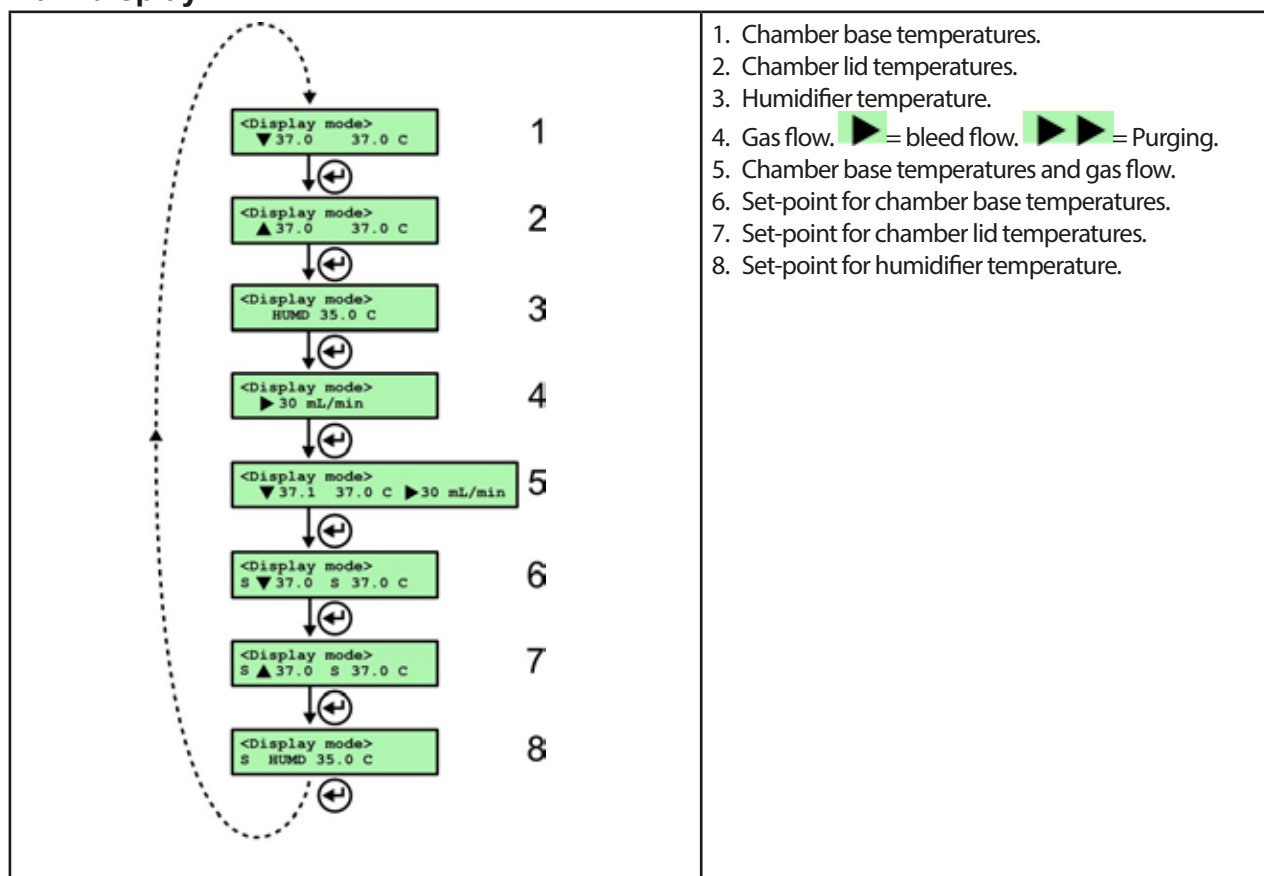 <Display mode>
▼37.0 37.0 C
1
<Display mode>
▲37.0 37.0 C
2
<Display mode>
HUMD 35.0 C
3
<Display mode>
▶30 mL/min
4
<Display mode>
▼37.1 37.0 C ▶30 mL/min
5
<Display mode>
S ▼37.0 S 37.0 C
6
<Display mode>
S ▲37.0 S 37.0 C
7
<Display mode>
S HUMD 35.0 C
8
1. Chamber base temperatures.
2. Chamber lid temperatures.
3. Humidifier temperature.
4. Gas flow. ▶ = bleed flow. ▶ ▶ = Purging.
5. Chamber base temperatures and gas flow.
6. Set-point for chamber base temperatures.
7. Set-point for chamber lid temperatures.
8. Set-point for humidifier temperature.